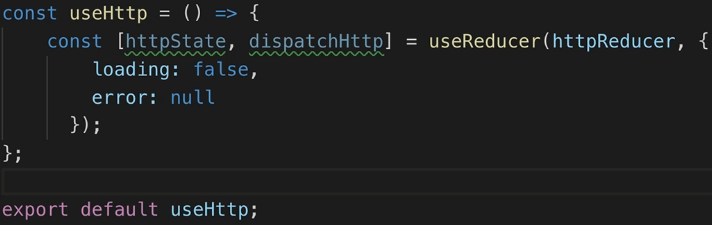 const useHttp = () => {
    const [httpState, dispatchHttp] = useReducer(httpReducer, {
        loading: false,
        error: null
      });
};

export default useHttp;